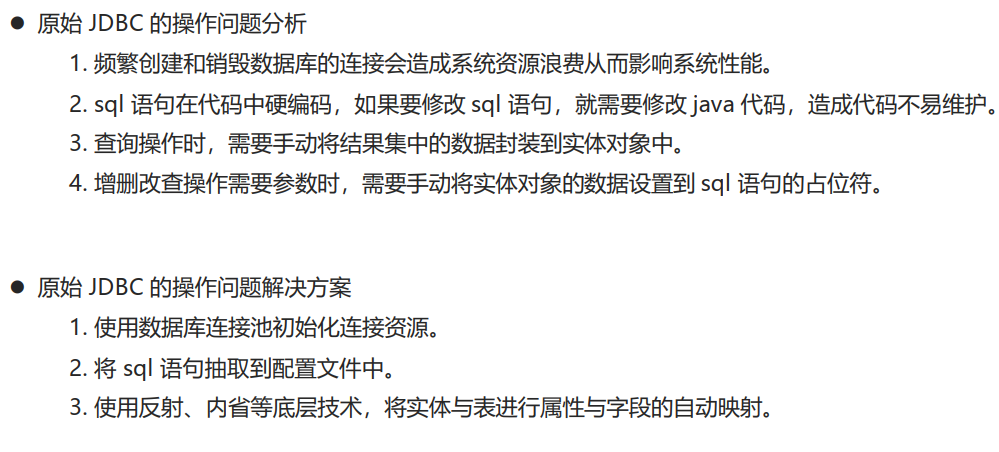 ● 原始 JDBC 的操作问题分析
1. 频繁创建和销毁数据库的连接会造成系统资源浪费从而影响系统性能。
2. sql 语句在代码中硬编码，如果要修改 sql 语句，就需要修改 java 代码，造成代码不易维护。
3. 查询操作时，需要手动将结果集中的数据封装到实体对象中。
4. 增删改查操作需要参数时，需要手动将实体对象的数据设置到 sql 语句的占位符。
● 原始 JDBC 的操作问题解决方案
1. 使用数据库连接池初始化连接资源。
2. 将 sql 语句抽取到配置文件中。
3. 使用反射、内省等底层技术，将实体与表进行属性与字段的自动映射。